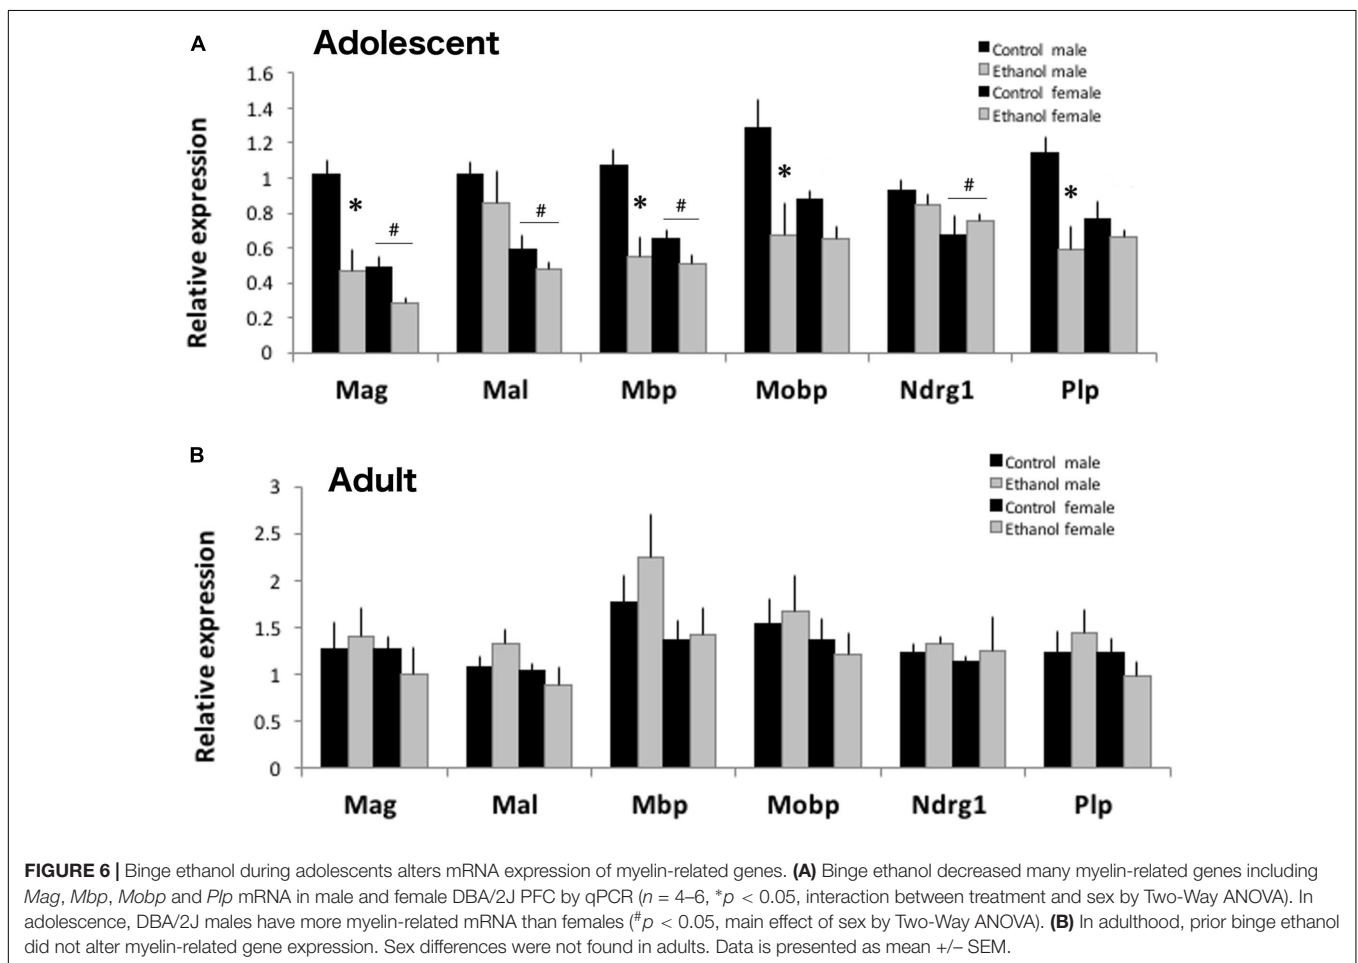 A
Adolescent
Control male
Ethanol male
Control female
Ethanol female
Relative expression
1.6
1.4
1.2
1
0.8
0.6
0.4
0.2
0
*
#
#
*
#
*
#
*
Mag
Mal
Mbp
Mobp
Ndrg1
Plp
B
Adult
Control male
Ethanol male
Control female
Ethanol female
Relative expression
3
2.5
2
1.5
1
0.5
0
Mag
Mal
Mbp
Mobp
Ndrg1
Plp
FIGURE 6 | Binge ethanol during adolescents alters mRNA expression of myelin-related genes. (A) Binge ethanol decreased many myelin-related genes including
Mag, Mbp, Mobp and Plp mRNA in male and female DBA/2J PFC by qPCR (n = 4–6, *p < 0.05, interaction between treatment and sex by Two-Way ANOVA). In
adolescence, DBA/2J males have more myelin-related mRNA than females (#p < 0.05, main effect of sex by Two-Way ANOVA). (B) In adulthood, prior binge ethanol
did not alter myelin-related gene expression. Sex differences were not found in adults. Data is presented as mean +/– SEM.